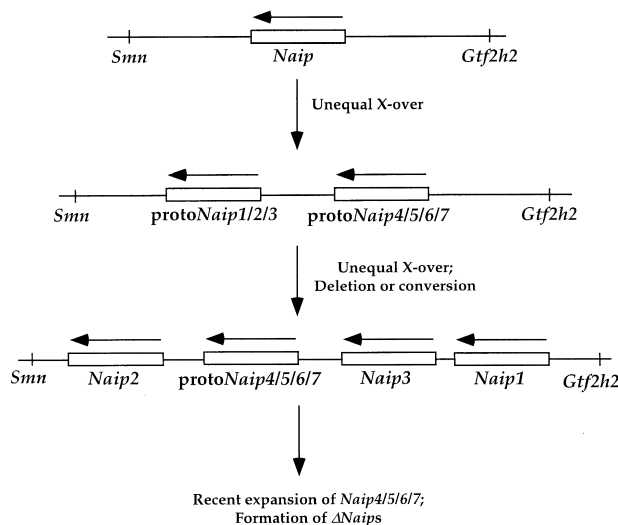 Smn Naip Gtf2h2
Unequal X-over
Smn protoNaip1/2/3 protoNaip4/5/6/7 Gtf2h2
Unequal X-over;
Deletion or conversion
Smn Naip2 protoNaip4/5/6/7 Naip3 Naip1 Gtf2h2
Recent expansion of Naip4/5/6/7;
Formation of ΔNaips